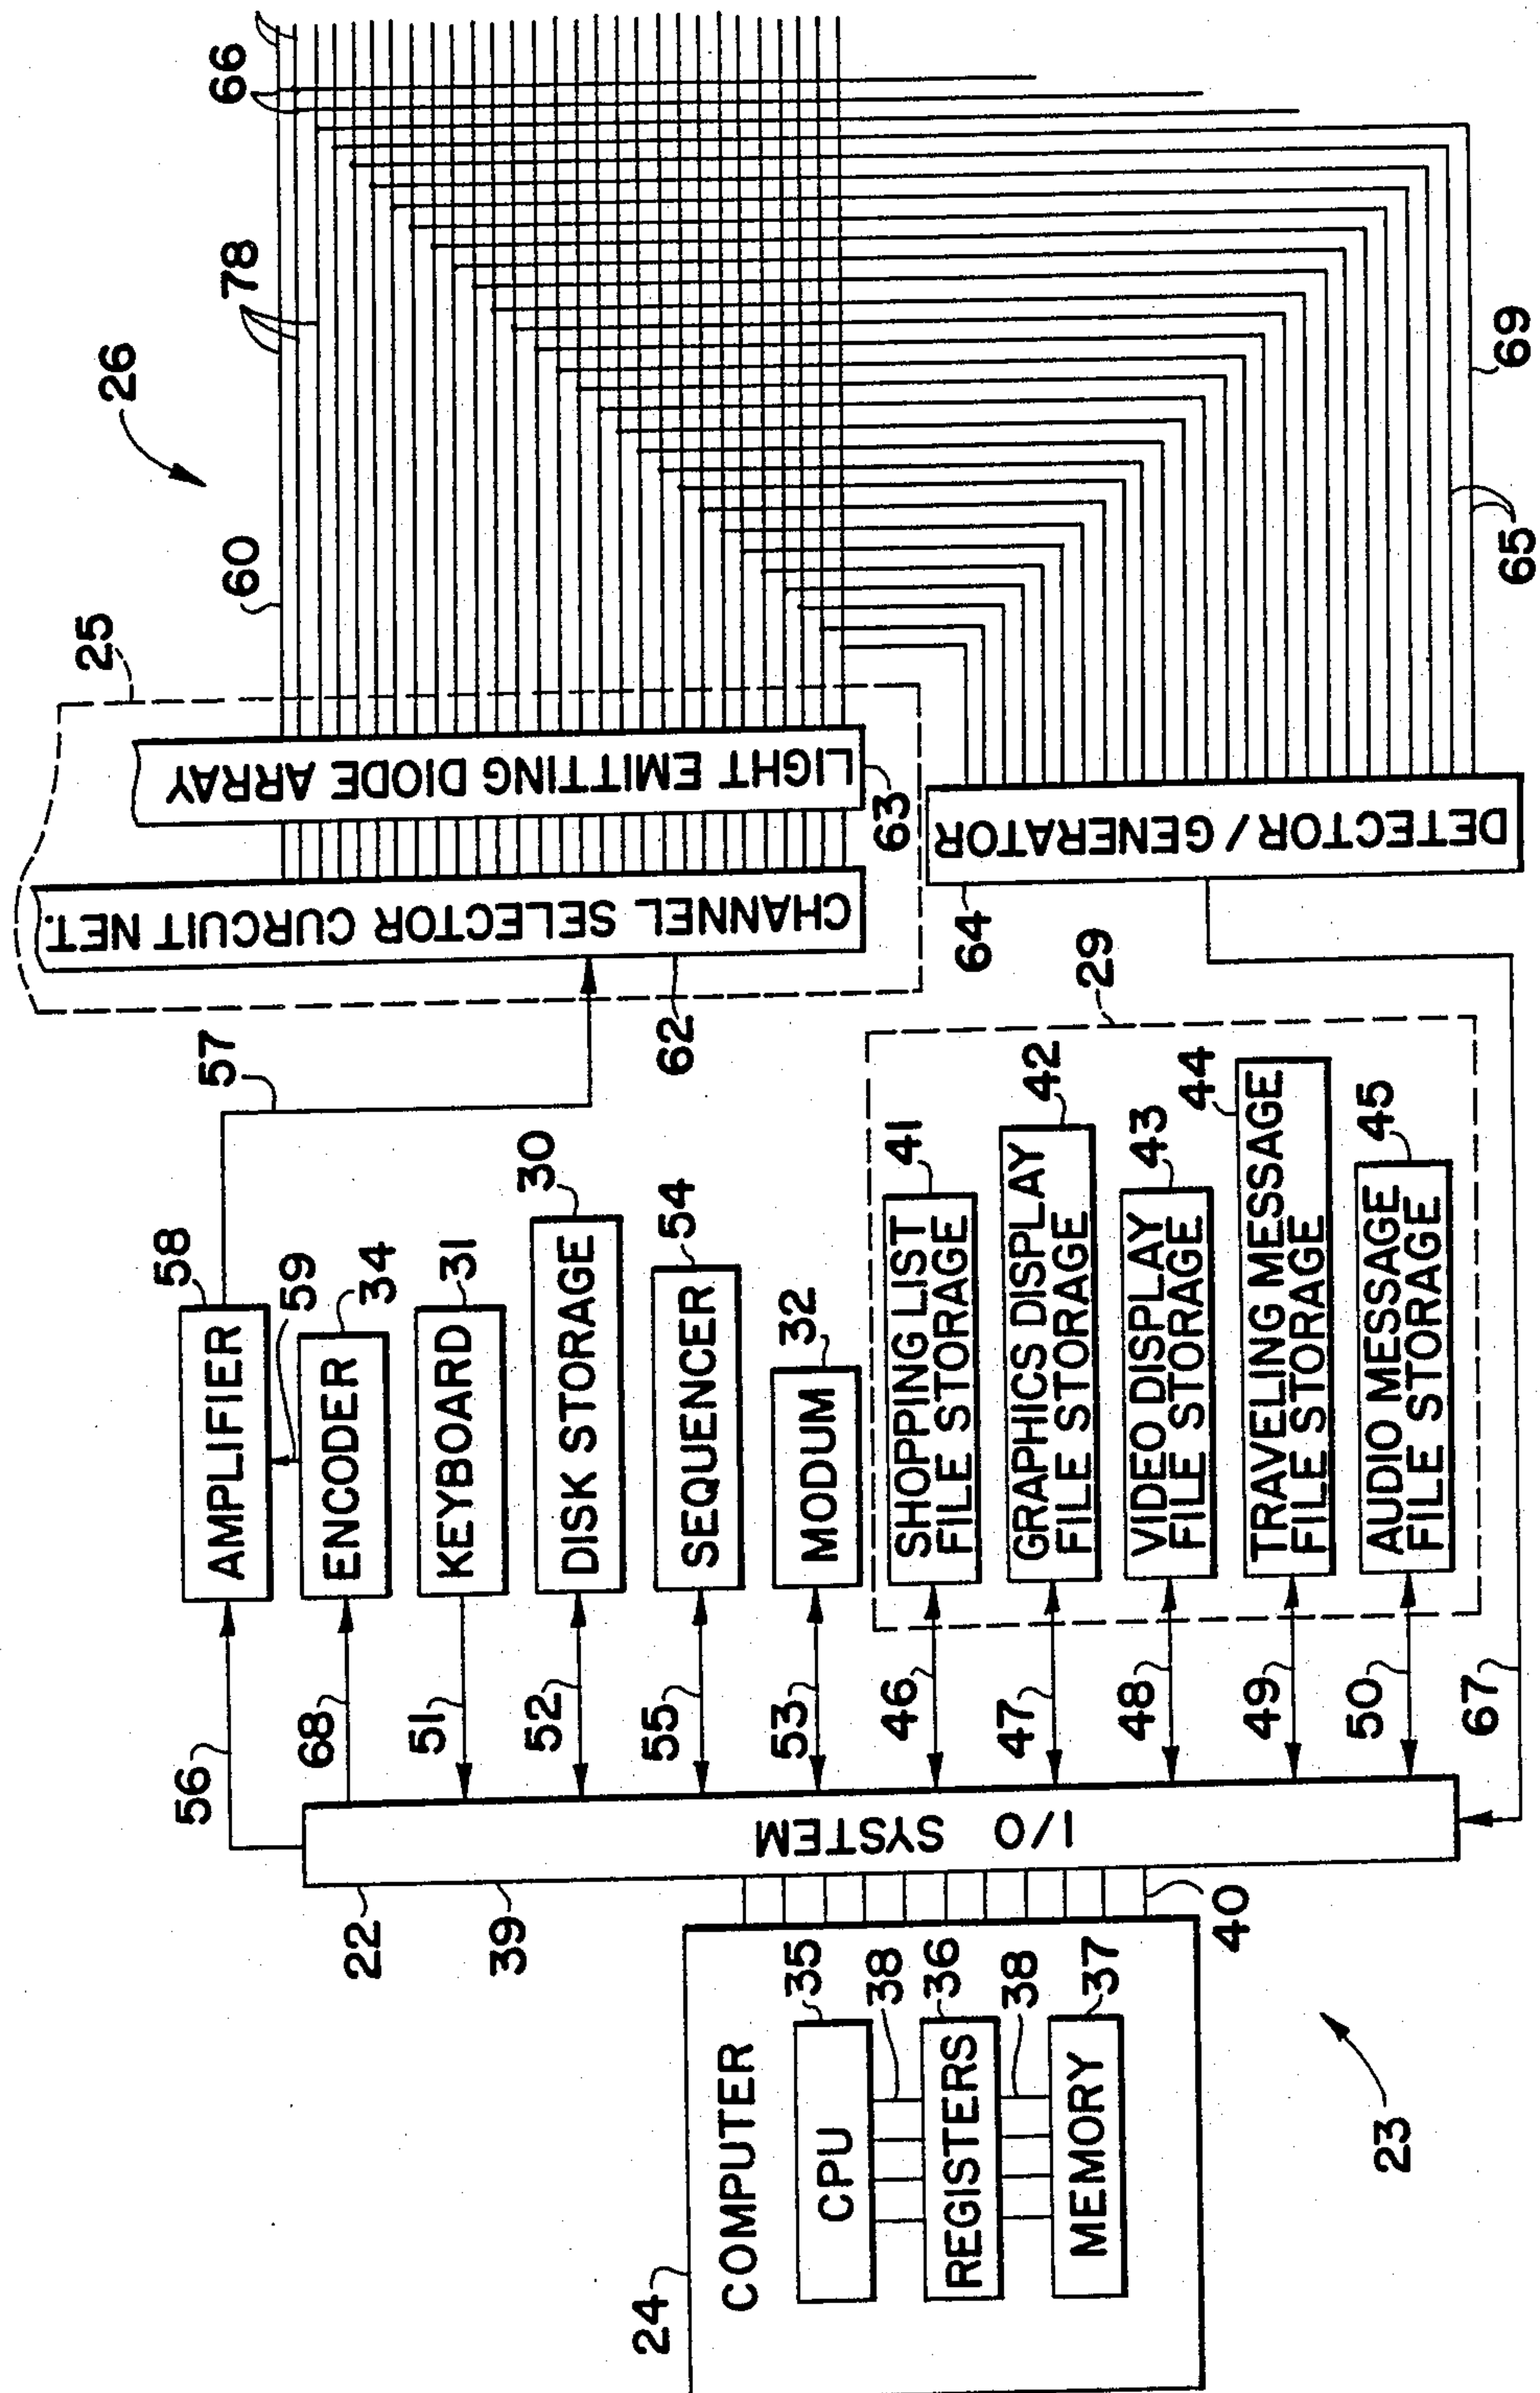 26
25
60
78
66
CHANNEL SELECTOR CURCUIT NET.
LIGHT EMITTING DIODE ARRAY
62
63
64
DETECTOR/GENERATOR
65
69
57
58
AMPLIFIER
59
34
ENCODER
31
KEYBOARD
30
DISK STORAGE
54
SEQUENCER
32
MODUM
29
41
SHOPPING LIST
FILE STORAGE
42
GRAPHICS DISPLAY
FILE STORAGE
43
VIDEO DISPLAY
FILE STORAGE
44
TRAVELING MESSAGE
FILE STORAGE
45
AUDIO MESSAGE
FILE STORAGE
56
68
51
52
55
53
46
47
48
49
50
67
I/O SYSTEM
22
39
40
24
COMPUTER
35
CPU
38
36
REGISTERS
38
37
MEMORY
23